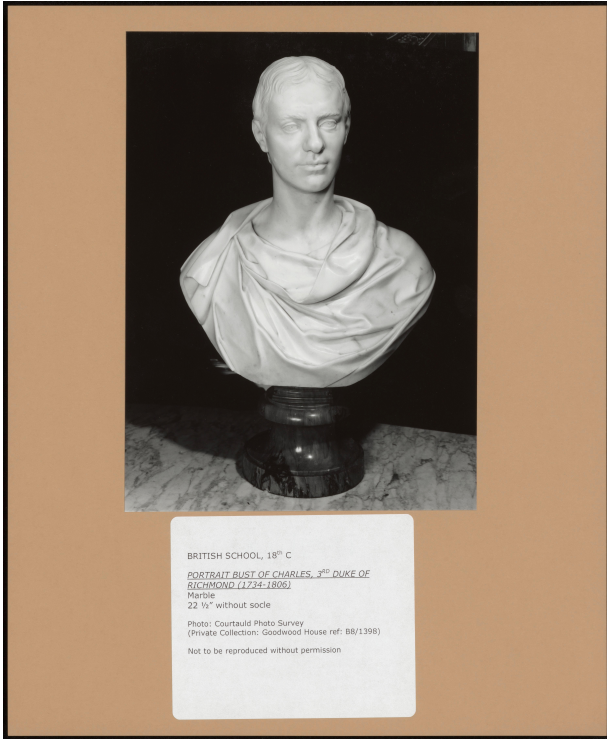 BRITISH SCHOOL, 18th C
PORTRAIT BUST OF CHARLES, 3RD DUKE OF
RICHMOND (1734-1806)
Marble
22 ½" without socle
Photo: Courtauld Photo Survey
(Private Collection: Goodwood House ref: B8/1398)
Not to be reproduced without permission